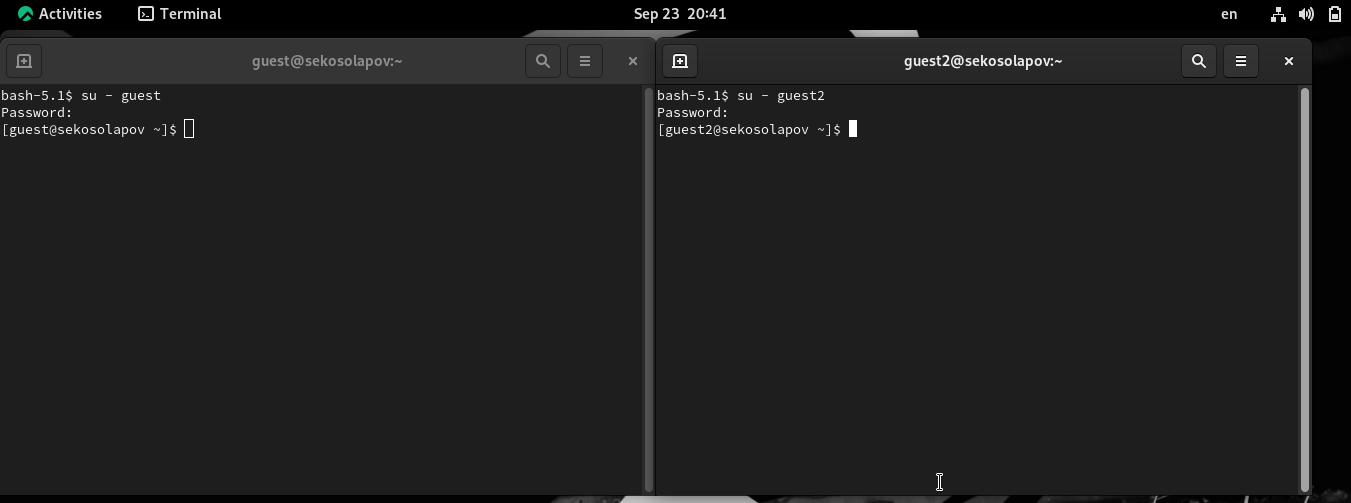 Activities
Terminal
Sep 23 20:41
en
guest@sekosolapov:~
bash-5.1$ su - guest
Password:
[guest@sekosolapov ~]$
guest2@sekosolapov:~
bash-5.1$ su - guest2
Password:
[guest2@sekosolapov ~]$